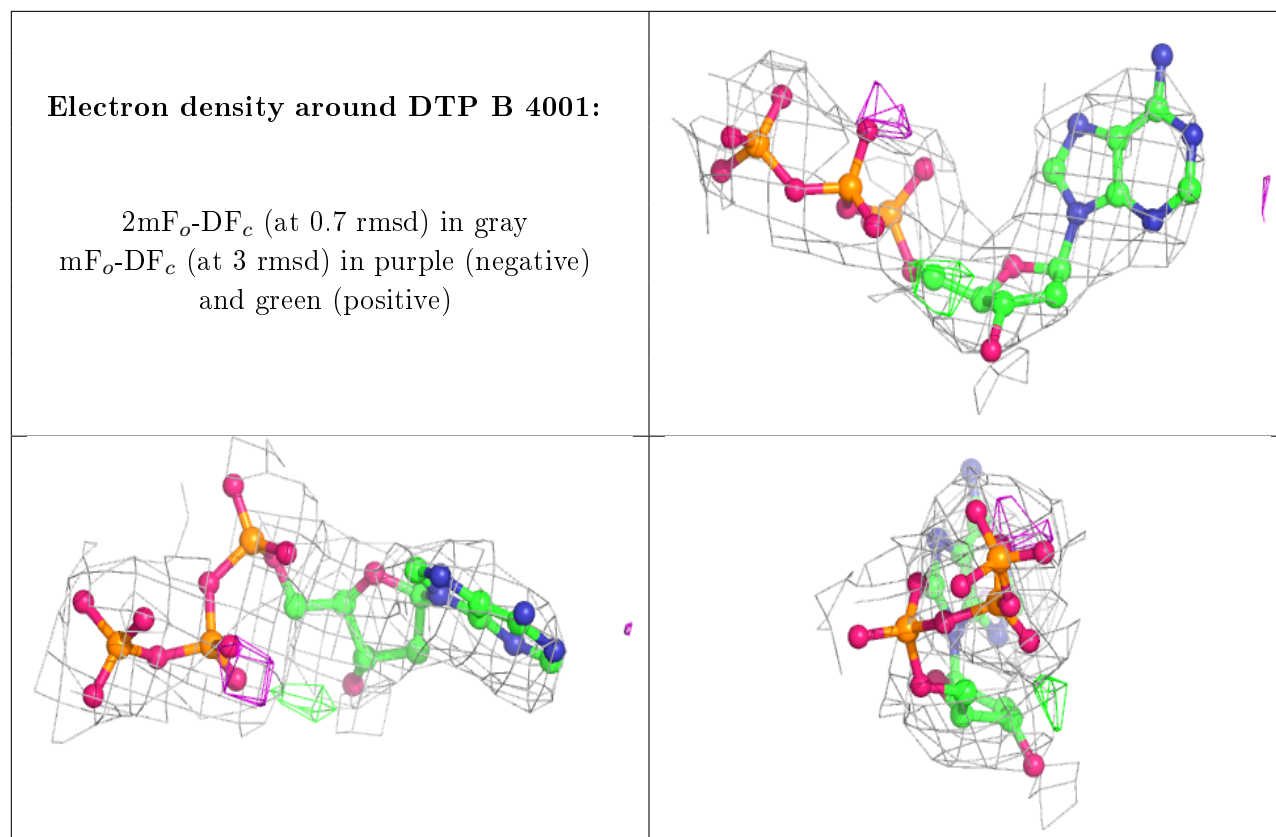 Electron density around DTP B 4001:
2mFo-DFc (at 0.7 rmsd) in gray
mFo-DFc (at 3 rmsd) in purple (negative)
and green (positive)